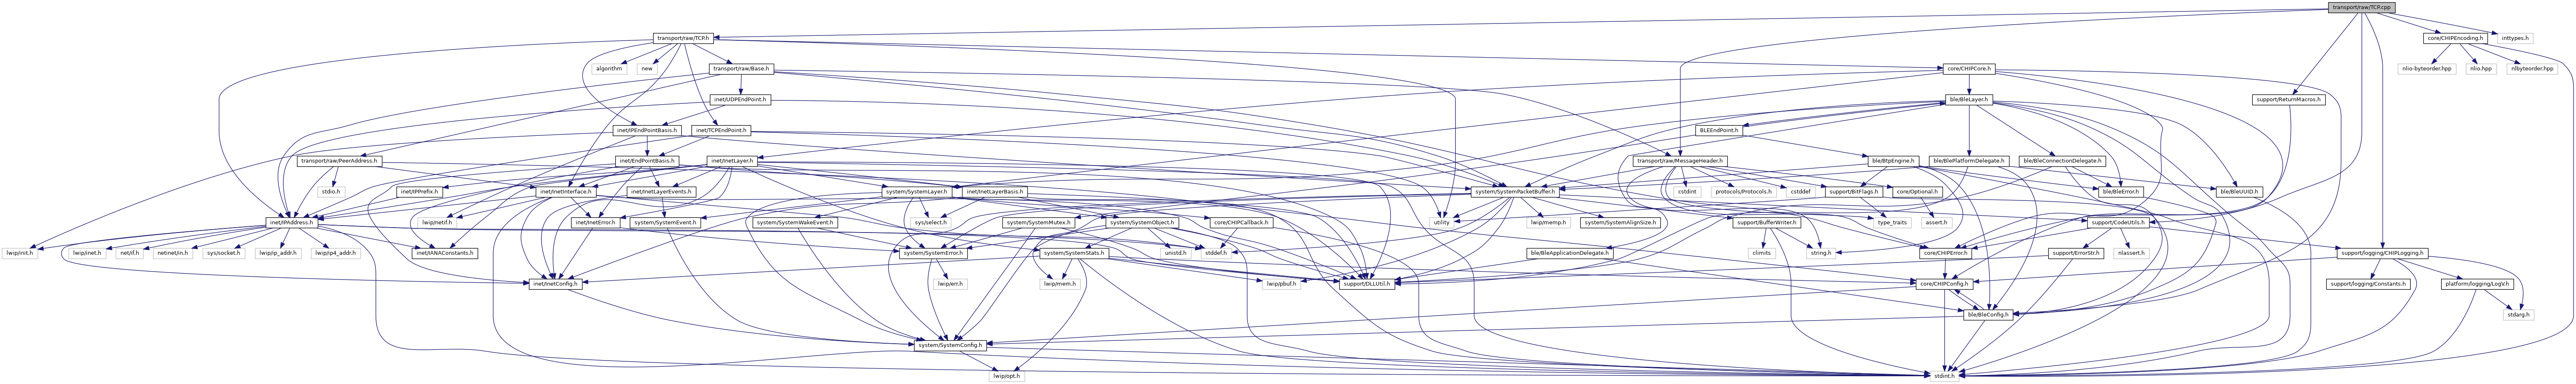 transport/raw/TCP.cpp
transport/raw/TCP.h
core/CHIPEncoding.h
inttypes.h
algorithm
new
transport/raw/Base.h
core/CHIPCore.h
nlio-byteorder.hpp
nlio.hpp
nlbyteorder.hpp
inet/UDPEndPoint.h
ble/BleLayer.h
support/ReturnMacros.h
inet/IPEndPointBasis.h
inet/TCPEndPoint.h
BLEEndPoint.h
transport/raw/PeerAddress.h
inet/EndPointBasis.h
inet/InetLayer.h
transport/raw/MessageHeader.h
ble/BtpEngine.h
ble/BlePlatformDelegate.h
ble/BleConnectionDelegate.h
stdio.h
inet/IPPrefix.h
inet/InetInterface.h
inet/InetLayerEvents.h
system/SystemLayer.h
inet/InetLayerBasis.h
system/SystemPacketBuffer.h
cstdint
protocols/Protocols.h
cstddef
support/BitFlags.h
core/Optional.h
ble/BleError.h
ble/BleUUID.h
inet/IPAddress.h
lwip/netif.h
inet/InetError.h
system/SystemEvent.h
system/SystemWakeEvent.h
sys/select.h
system/SystemMutex.h
system/SystemObject.h
core/CHIPCallback.h
utility
lwip/memp.h
system/SystemAlignSize.h
support/BufferWriter.h
type_traits
assert.h
support/CodeUtils.h
lwip/init.h
lwip/inet.h
net/if.h
netinet/in.h
sys/socket.h
lwip/ip_addr.h
lwip/ip4_addr.h
inet/IANAConstants.h
system/SystemError.h
system/SystemStats.h
unistd.h
stddef.h
ble/BleApplicationDelegate.h
climits
string.h
core/CHIPError.h
support/ErrorStr.h
nlassert.h
support/logging/CHIPLogging.h
inet/InetConfig.h
lwip/err.h
lwip/mem.h
lwip/pbuf.h
support/DLLUtil.h
core/CHIPConfig.h
support/logging/Constants.h
platform/logging/LogV.h
ble/BleConfig.h
stdarg.h
system/SystemConfig.h
lwip/opt.h
stdint.h